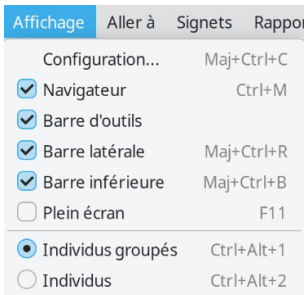 Affichage Aller à Signets Rappo
Configuration... Maj+Ctrl+C
Navigateur Ctrl+M
Barre d'outils
Barre latérale Maj+Ctrl+R
Barre inférieure Maj+Ctrl+B
Plein écran F11
Individus groupés Ctrl+Alt+1
Individus Ctrl+Alt+2